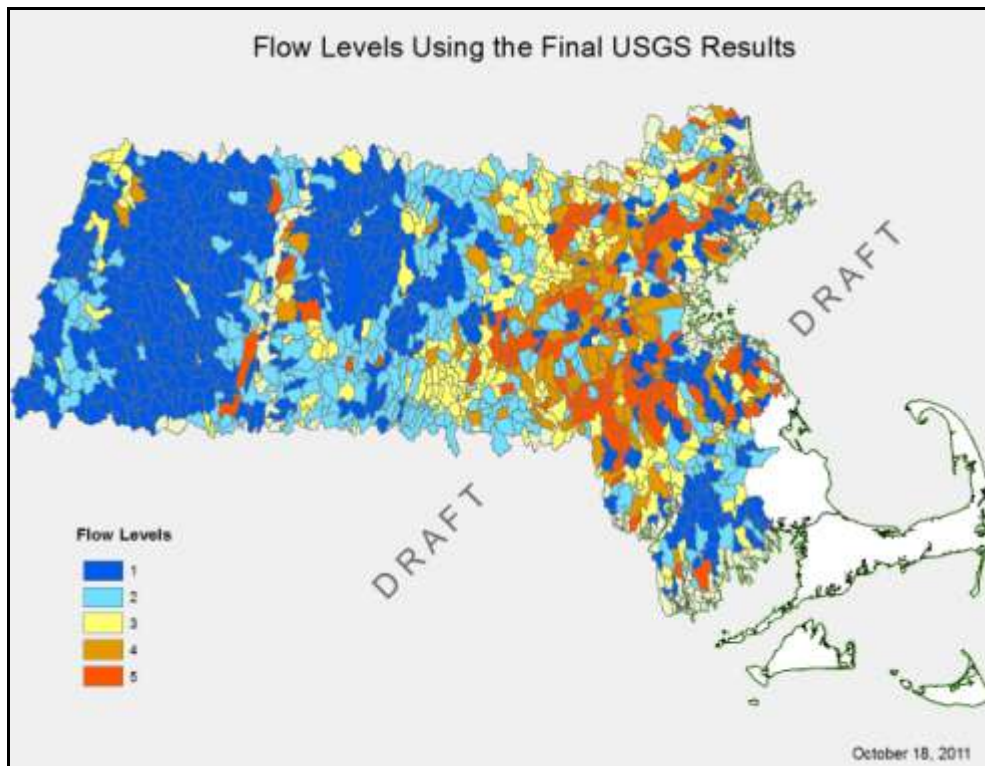 Flow Levels Using the Final USGS Results
DRAFT
DRAFT
Flow Levels
1
2
3
4
5
October 18, 2011